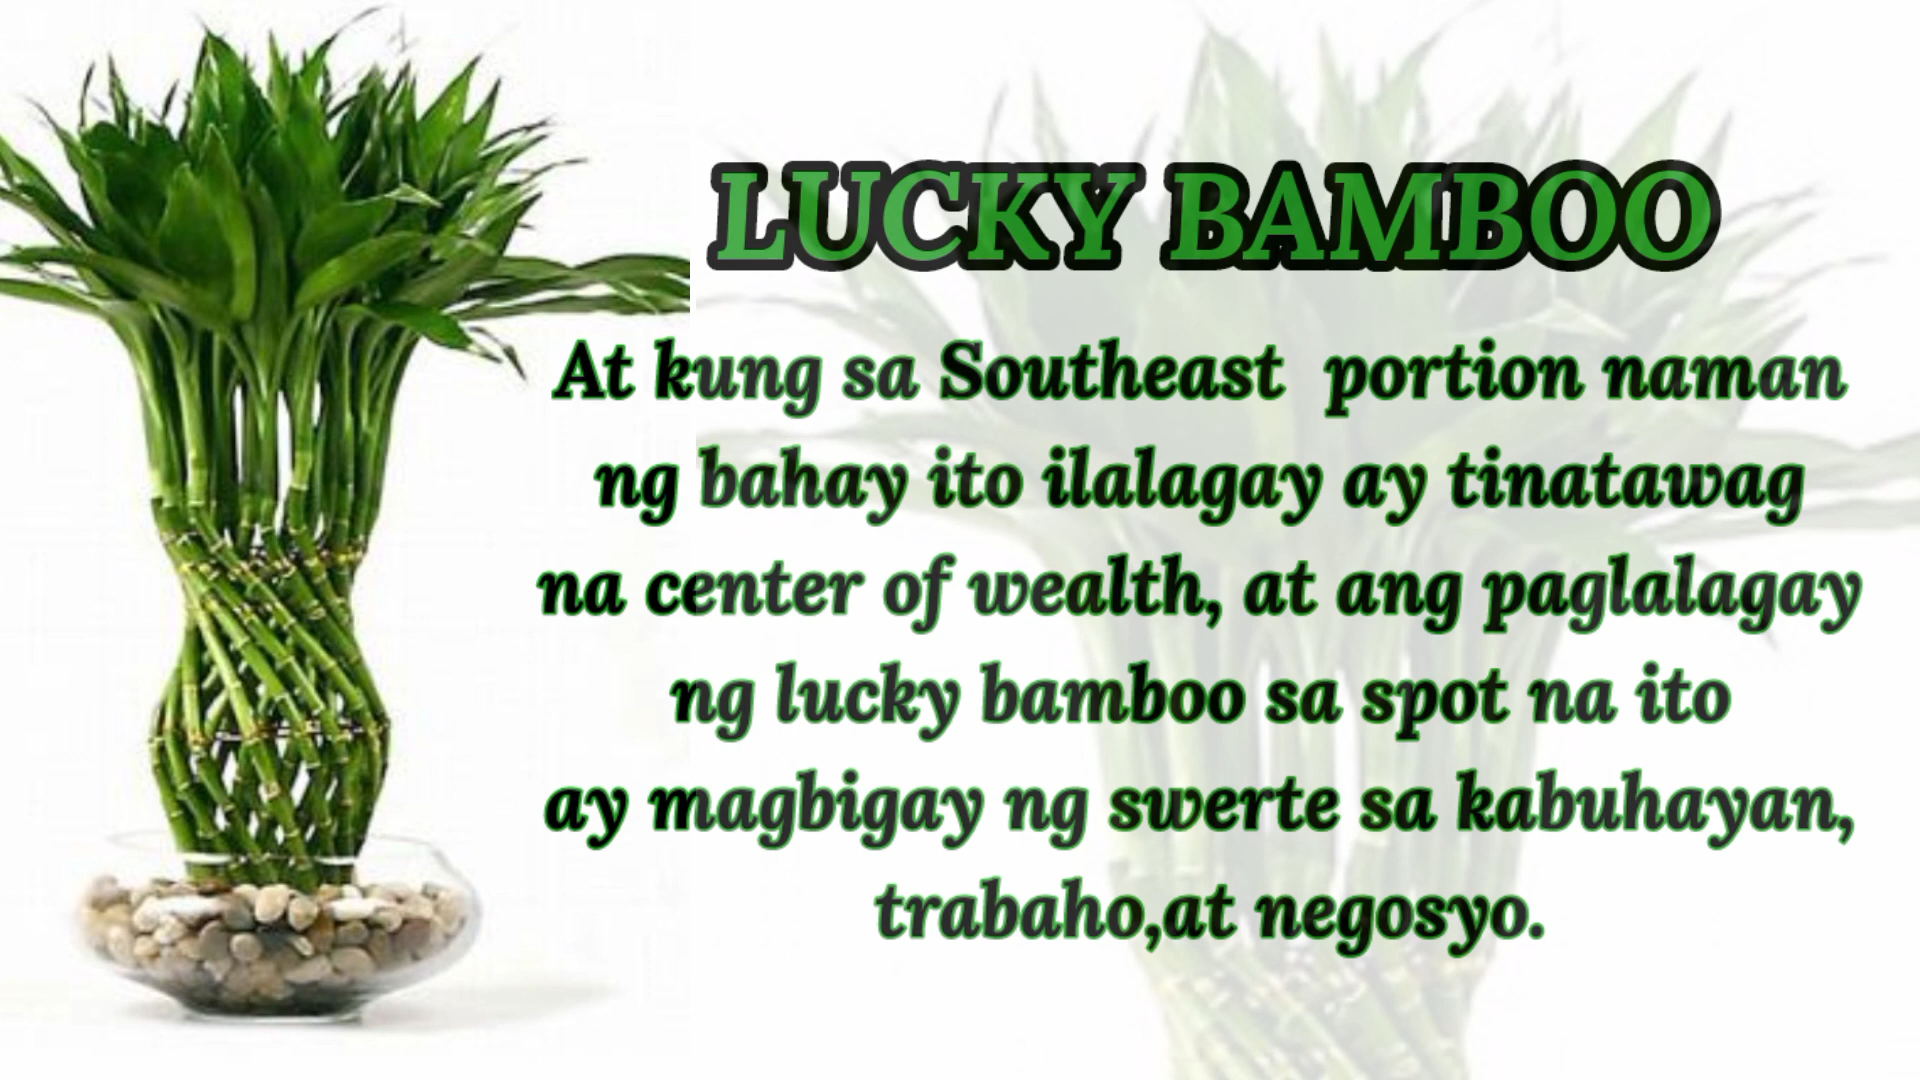 LUCKY BAMBOO
At kung sa Southeast  portion naman
ng bahay ito ilalagay ay tinatawag
na center of wealth, at ang paglalagay
ng lucky bamboo sa spot na ito
ay magbigay ng swerte sa kabuhayan,
trabaho,at negosyo.